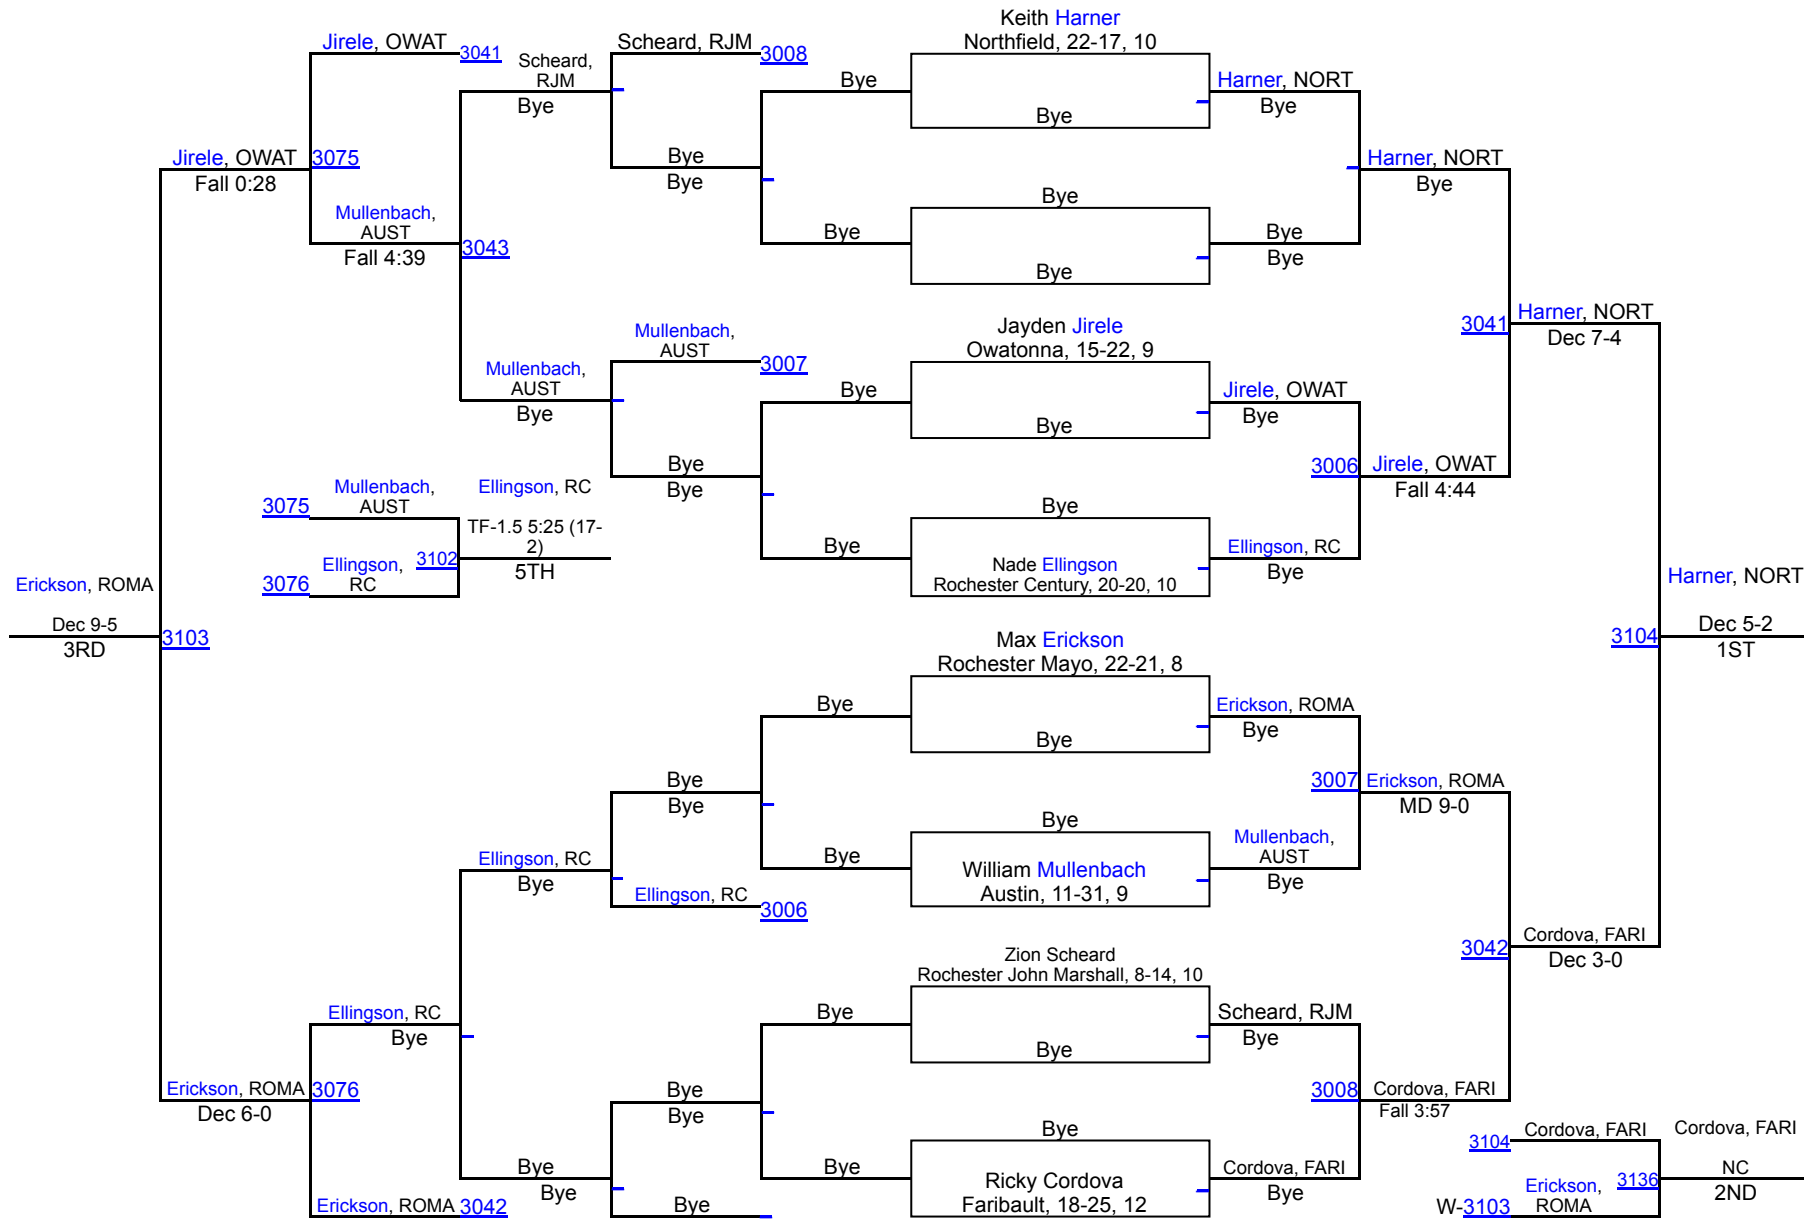 Jirele, OWAT
3041
Scheard,
RJM
Bye
Scheard, RJM
3008
Bye
Keith Harner
Northfield, 22-17, 10
Bye
Harner, NORT
Bye
Jirele, OWAT
3075
Fall 0:28
Bye
Bye
Harner, NORT
Bye
Mullenbach,
AUST
Fall 4:39
3043
Bye
Bye
Bye
Bye
Bye
Mullenbach,
AUST
3007
Mullenbach,
AUST
Bye
Bye
Jayden Jirele
Owatonna, 15-22, 9
Bye
Jirele, OWAT
Bye
3041
Harner, NORT
Dec 7-4
Bye
Bye
3006
Jirele, OWAT
Fall 4:44
3075
Mullenbach,
AUST
Ellingson, RC
TF-1.5 5:25 (17-
2)
5TH
3102
3076
Ellingson,
RC
Bye
Bye
Nade Ellingson
Rochester Century, 20-20, 10
Ellingson, RC
Bye
Erickson, ROMA
Dec 9-5
3RD
3103
Harner, NORT
3104
Dec 5-2
1ST
Max Erickson
Rochester Mayo, 22-21, 8
Bye
Bye
Erickson, ROMA
Bye
Bye
Bye
3007
Erickson, ROMA
MD 9-0
Ellingson, RC
Bye
Ellingson, RC
3006
Bye
Bye
William Mullenbach
Austin, 11-31, 9
Mullenbach,
AUST
Bye
3042
Cordova, FARI
Dec 3-0
Zion Scheard
Rochester John Marshall, 8-14, 10
Bye
Bye
Scheard, RJM
Bye
Ellingson, RC
Bye
Erickson, ROMA
3076
Dec 6-0
Bye
Bye
3008
Cordova, FARI
Fall 3:57
Bye
Bye
Erickson, ROMA
3042
Bye
Bye
Bye
Ricky Cordova
Faribault, 18-25, 12
Cordova, FARI
Bye
3104
Cordova, FARI
Cordova, FARI
NC
2ND
3136
W-3103
Erickson,
ROMA